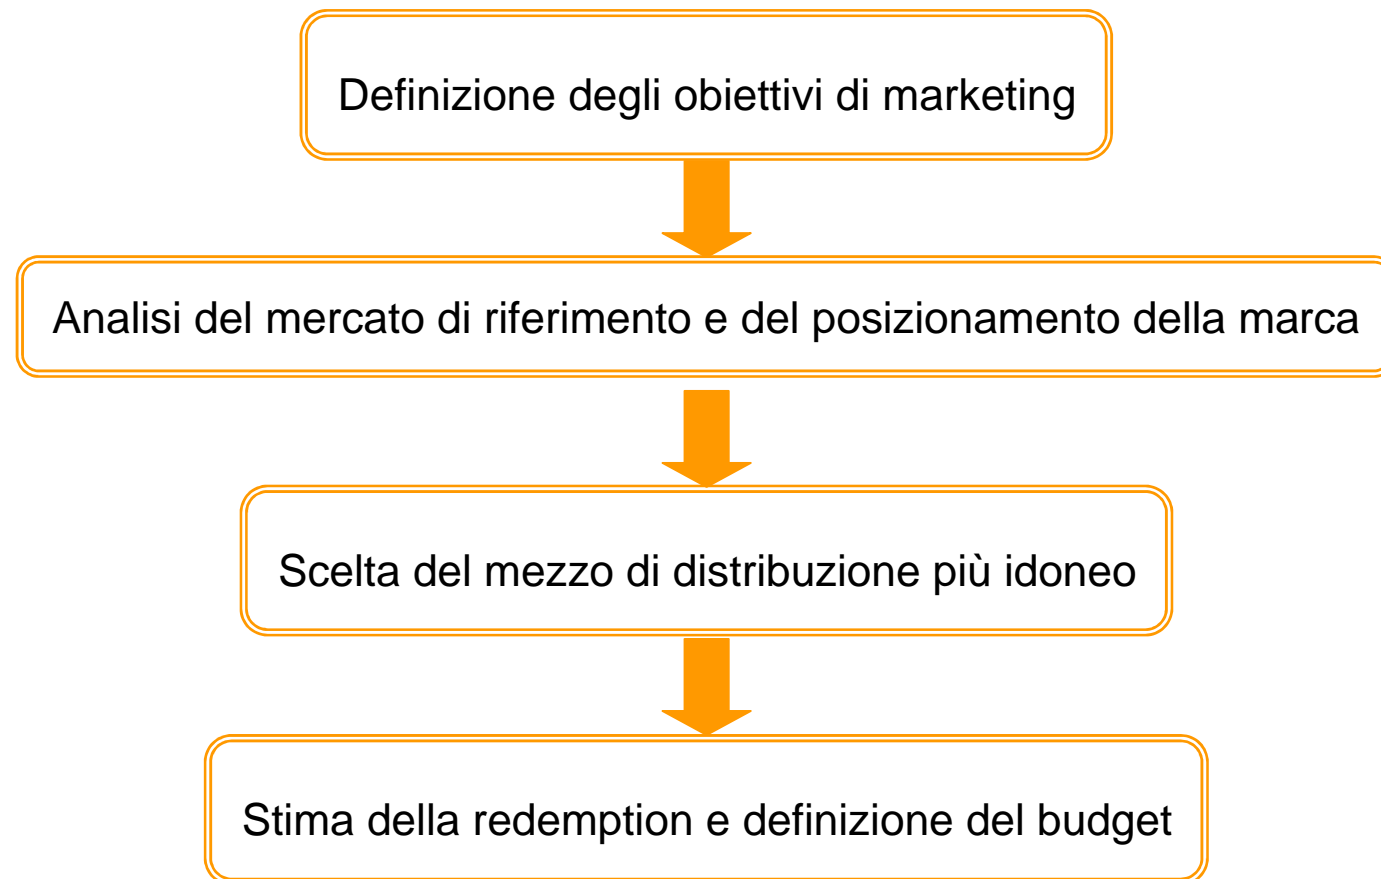 Definizione degli obiettivi di marketing
Analisi del mercato di riferimento e del posizionamento della marca
Scelta del mezzo di distribuzione più idoneo
Stima della redemption e definizione del budget